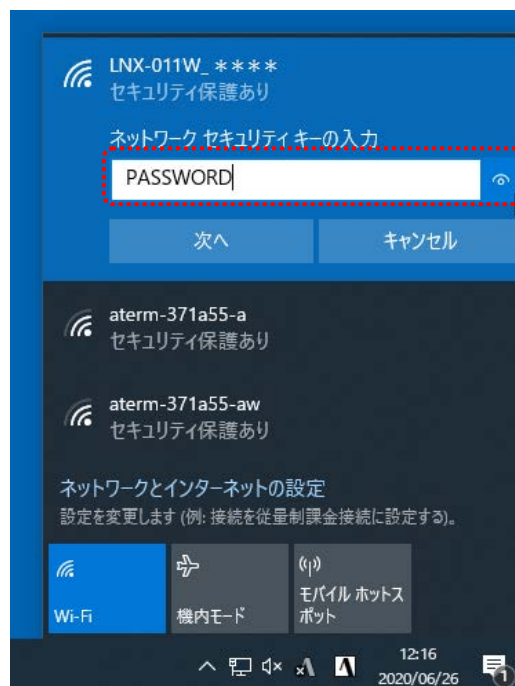 LNX-011W_＊＊＊＊
セキュリティ保護あり
ネットワーク セキュリティ キーの入力
PASSWORD
次へ
キャンセル
aterm-371a55-a
セキュリティ保護あり
aterm-371a55-aw
セキュリティ保護あり
ネットワークとインターネットの設定
設定を変更します (例: 接続を従量制課金接続に設定する)。
Wi-Fi
機内モード
モバイル ホットス
ポット
A
12:16
2020/06/26
1